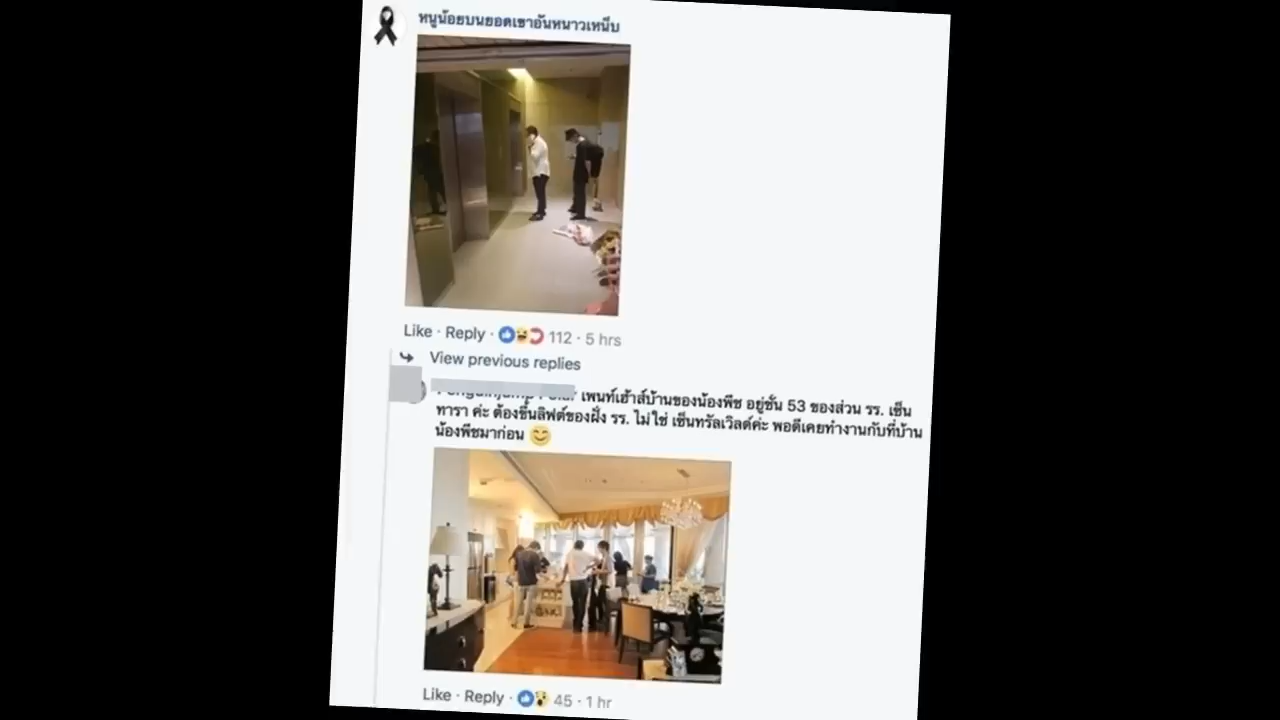 หนูน้อยบนยอดเขาอันหนาวเหน็บ
Like · Reply · 112 · 5 hrs
View previous replies
เพ้นท์เฮ้าส์บ้านของน้องพีช อยู่ชั้น 53 ของส่วน รร. เซ็น
ทารา ค่ะ ต้องขึ้นลิฟต์ของฝั่ง รร. ไม่ใช่ เซ็นทรัลเวิลด์ค่ะ พอดีเคยทำงานกับที่บ้าน
น้องพีชมาก่อน 😊
Like · Reply · 45 · 1 hr